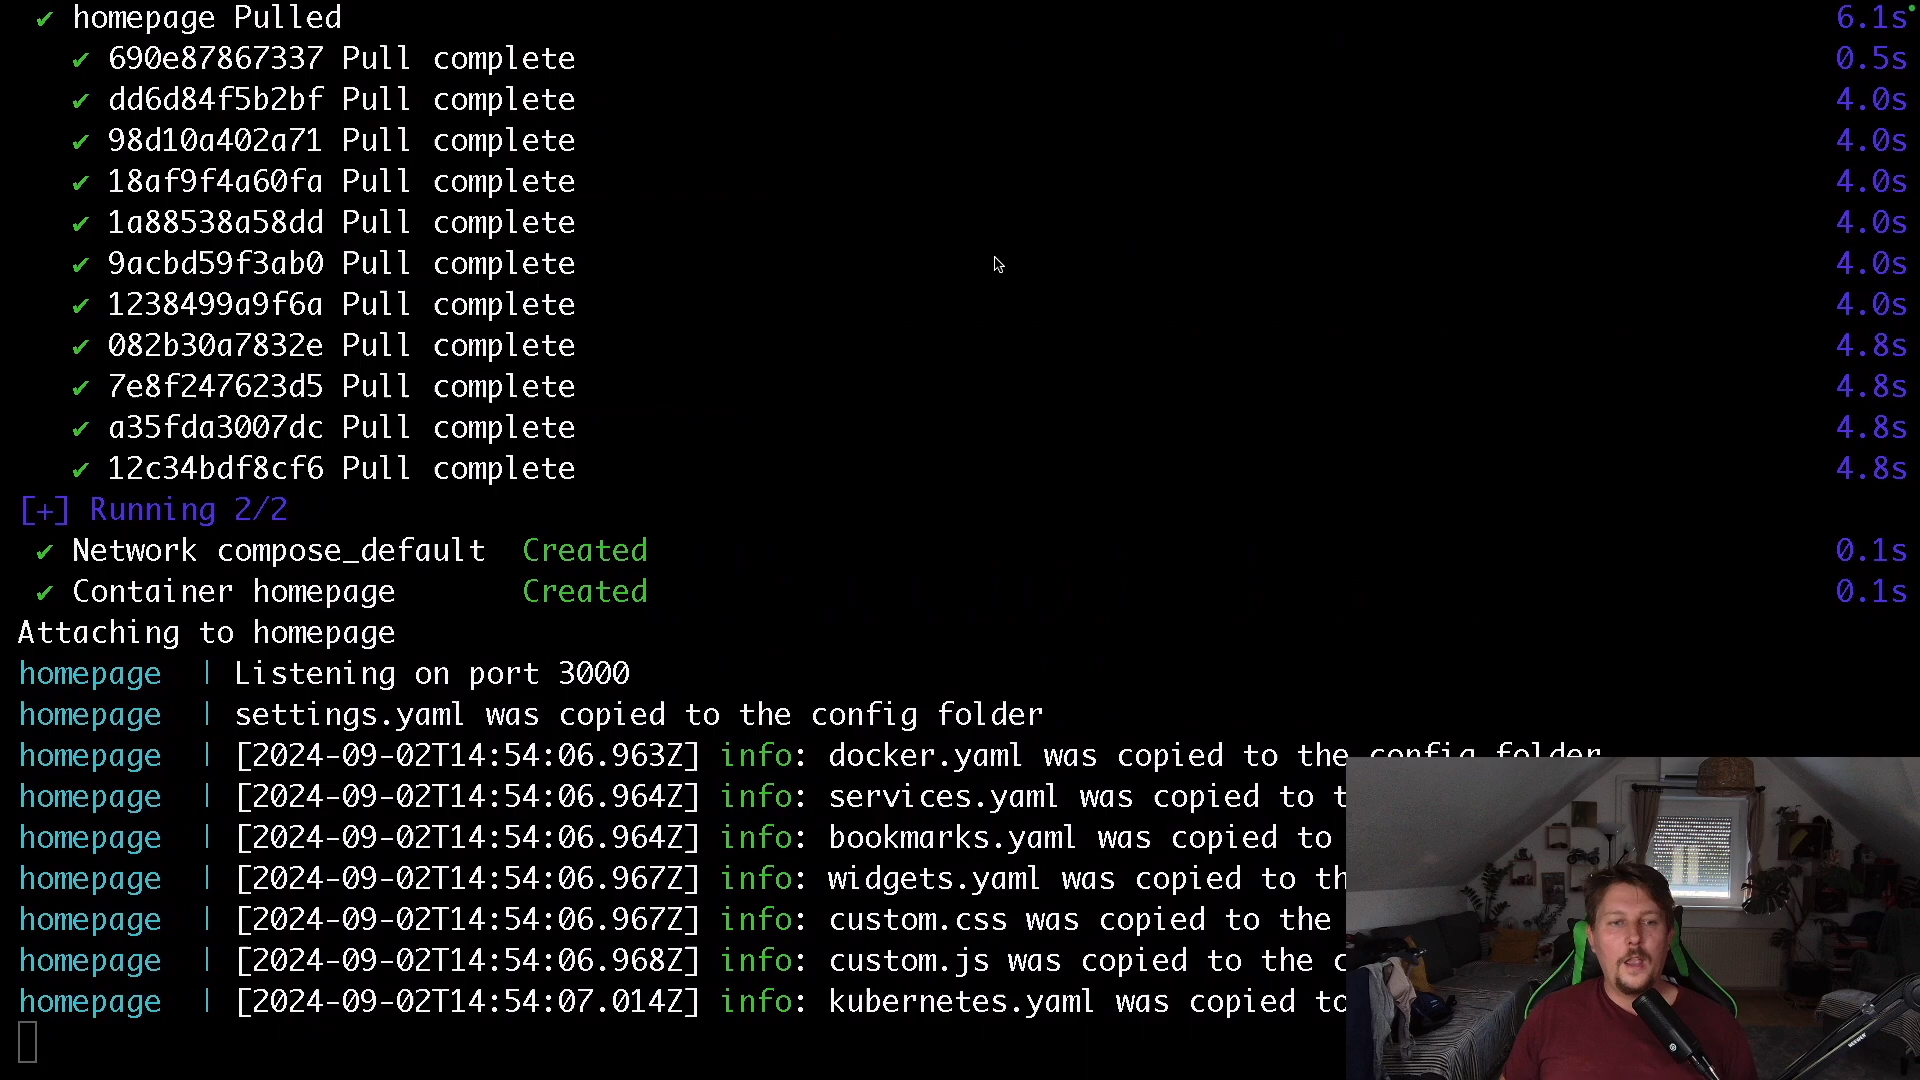 ✔ homepage Pulled 6.1s
✔ 690e87867337 Pull complete 0.5s
✔ dd6d84f5b2bf Pull complete 4.0s
✔ 98d10a402a71 Pull complete 4.0s
✔ 18af9f4a60fa Pull complete 4.0s
✔ 1a88538a58dd Pull complete 4.0s
✔ 9acbd59f3ab0 Pull complete 4.0s
✔ 1238499a9f6a Pull complete 4.0s
✔ 082b30a7832e Pull complete 4.8s
✔ 7e8f247623d5 Pull complete 4.8s
✔ a35fda3007dc Pull complete 4.8s
✔ 12c34bdf8cf6 Pull complete 4.8s
[+] Running 2/2
✔ Network compose_default Created 0.1s
✔ Container homepage Created 0.1s
Attaching to homepage
homepage | Listening on port 3000
homepage | settings.yaml was copied to the config folder
homepage | [2024-09-02T14:54:06.963Z] info: docker.yaml was copied to the config folder
homepage | [2024-09-02T14:54:06.964Z] info: services.yaml was copied to t
homepage | [2024-09-02T14:54:06.964Z] info: bookmarks.yaml was copied to
homepage | [2024-09-02T14:54:06.967Z] info: widgets.yaml was copied to th
homepage | [2024-09-02T14:54:06.967Z] info: custom.css was copied to the
homepage | [2024-09-02T14:54:06.968Z] info: custom.js was copied to the c
homepage | [2024-09-02T14:54:07.014Z] info: kubernetes.yaml was copied to